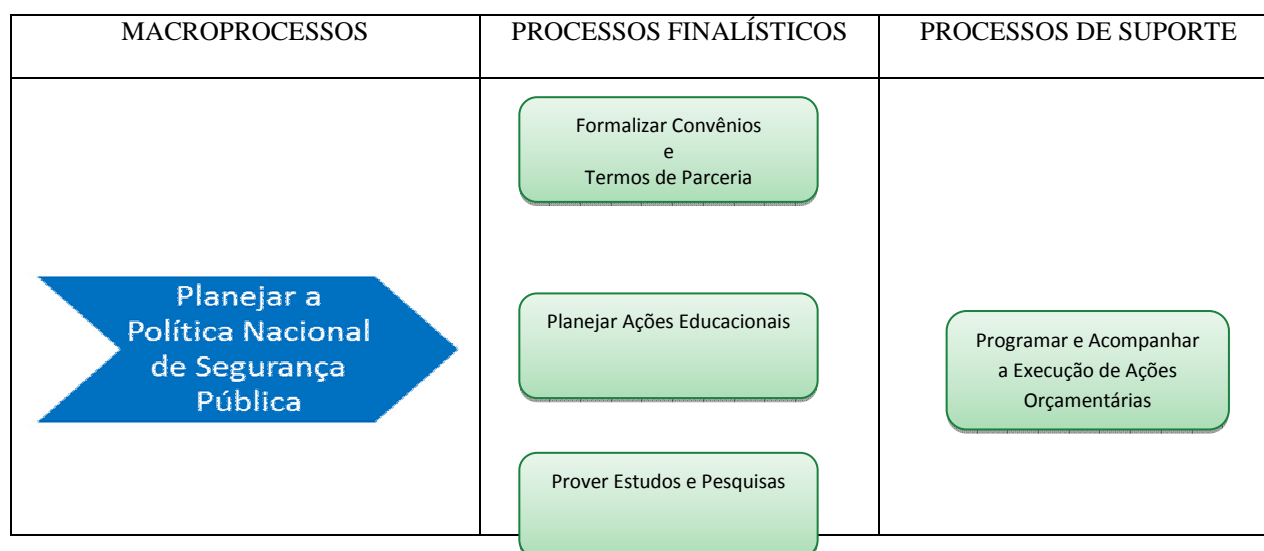 MACROPROCESSOS
PROCESSOS FINALÍSTICOS
PROCESSOS DE SUPORTE
Planejar a
Política Nacional
de Segurança
Pública
Formalizar Convênios
e
Termos de Parceria
Planejar Ações Educacionais
Prover Estudos e Pesquisas
Programar e Acompanhar
a Execução de Ações
Orçamentárias